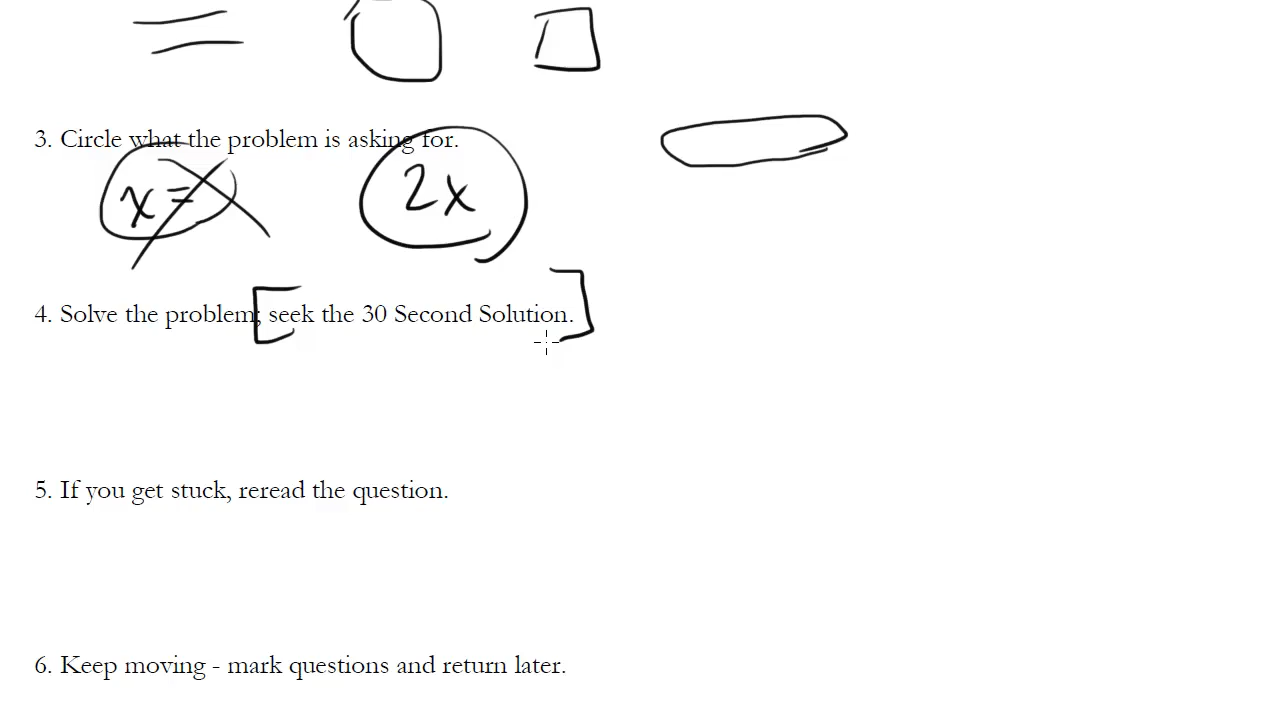 3. Circle what the problem is asking for.
x=
2x
4. Solve the problem; seek the 30 Second Solution.
5. If you get stuck, reread the question.
6. Keep moving - mark questions and return later.